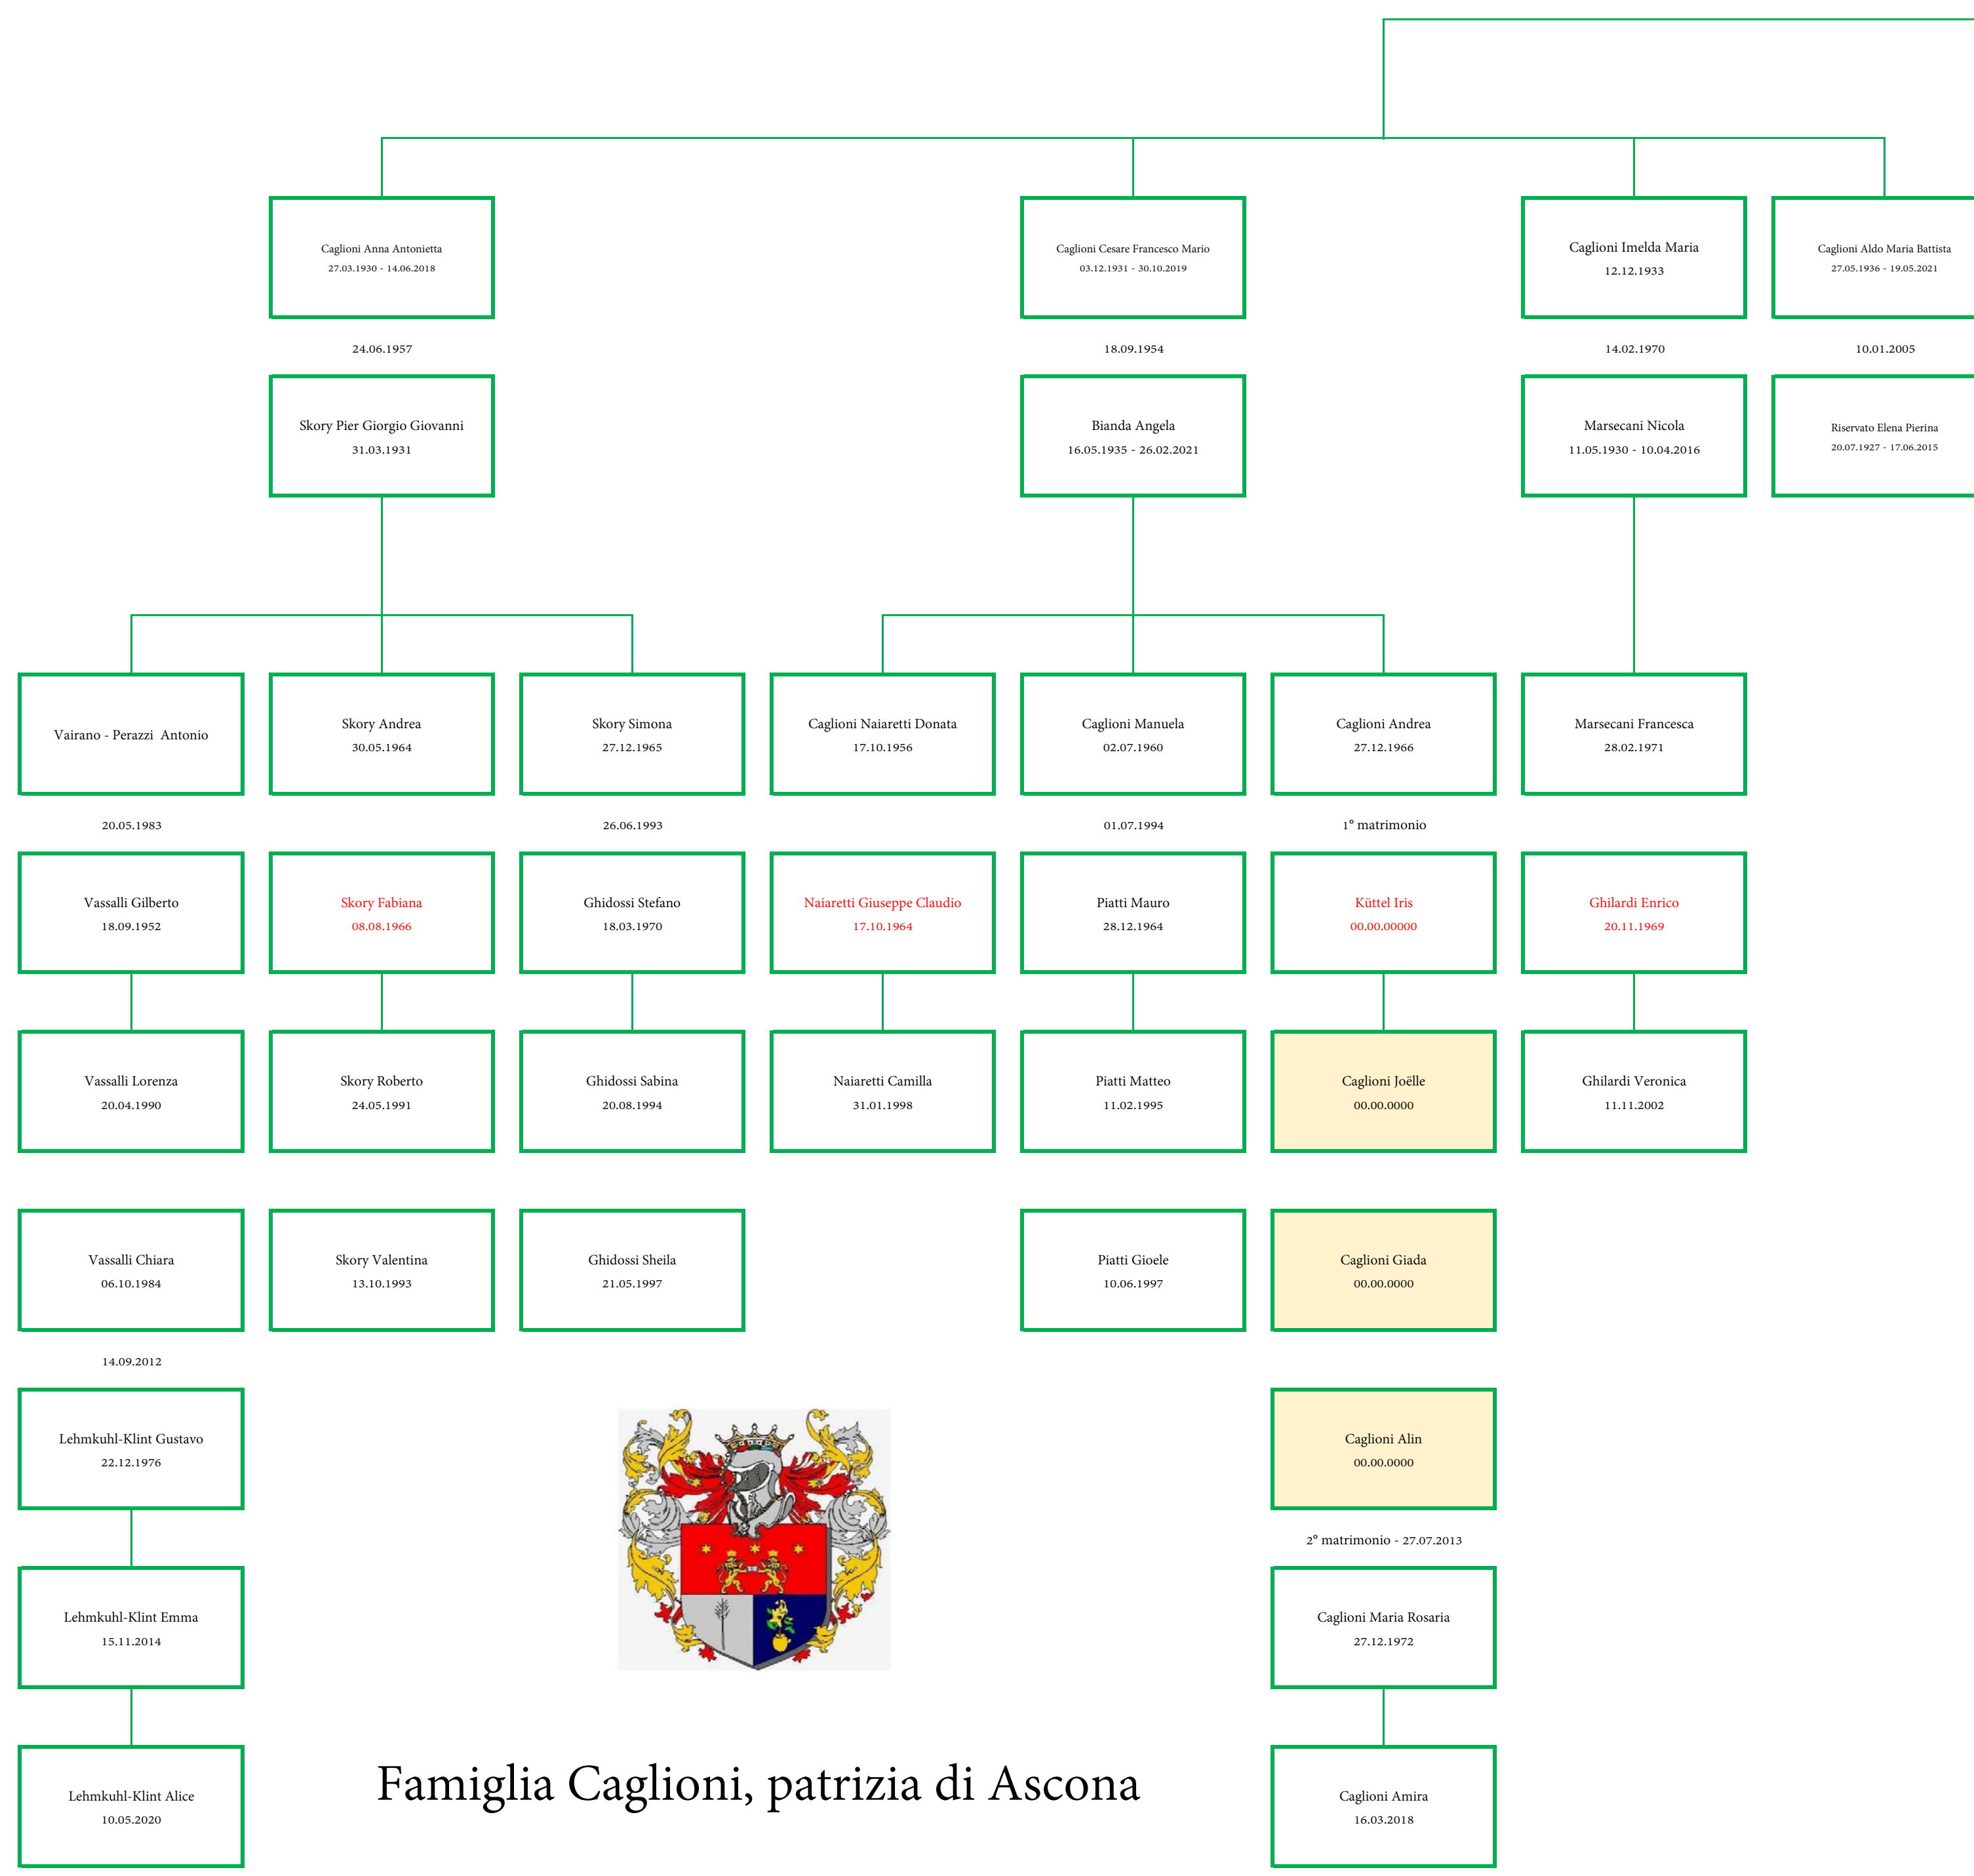 Caglioni Anna Antonietta
27.03.1930 - 14.06.2018
Caglioni Cesare Francesco Mario
03.12.1931 - 30.10.2019
Caglioni Imelda Maria
12.12.1933
Caglioni Aldo Maria Battista
27.05.1936 - 19.05.2021
24.06.1957
18.09.1954
14.02.1970
10.01.2005
Skory Pier Giorgio Giovanni
31.03.1931
Bianda Angela
16.05.1935 - 26.02.2021
Marsecani Nicola
11.05.1930 - 10.04.2016
Riservato Elena Pierina
20.07.1927 - 17.06.2015
Vairano - Perazzi  Antonio
Skory Andrea
30.05.1964
Skory Simona
27.12.1965
Caglioni Naiaretti Donata
17.10.1956
Caglioni Manuela
02.07.1960
Caglioni Andrea
27.12.1966
Marsecani Francesca
28.02.1971
20.05.1983
26.06.1993
01.07.1994
1° matrimonio
Vassalli Gilberto
18.09.1952
Skory Fabiana
08.08.1966
Ghidossi Stefano
18.03.1970
Naiaretti Giuseppe Claudio
17.10.1964
Piatti Mauro
28.12.1964
Küttel Iris
00.00.00000
Ghilardi Enrico
20.11.1969
Vassalli Lorenza
20.04.1990
Skory Roberto
24.05.1991
Ghidossi Sabina
20.08.1994
Naiaretti Camilla
31.01.1998
Piatti Matteo
11.02.1995
Caglioni Joëlle
00.00.0000
Ghilardi Veronica
11.11.2002
Vassalli Chiara
06.10.1984
Skory Valentina
13.10.1993
Ghidossi Sheila
21.05.1997
Piatti Gioele
10.06.1997
Caglioni Giada
00.00.0000
14.09.2012
Lehmkuhl-Klint Gustavo
22.12.1976
Caglioni Alin
00.00.0000
2° matrimonio - 27.07.2013
Lehmkuhl-Klint Emma
15.11.2014
Caglioni Maria Rosaria
27.12.1972
Lehmkuhl-Klint Alice
10.05.2020
Famiglia Caglioni, patrizia di Ascona
Caglioni Amira
16.03.2018